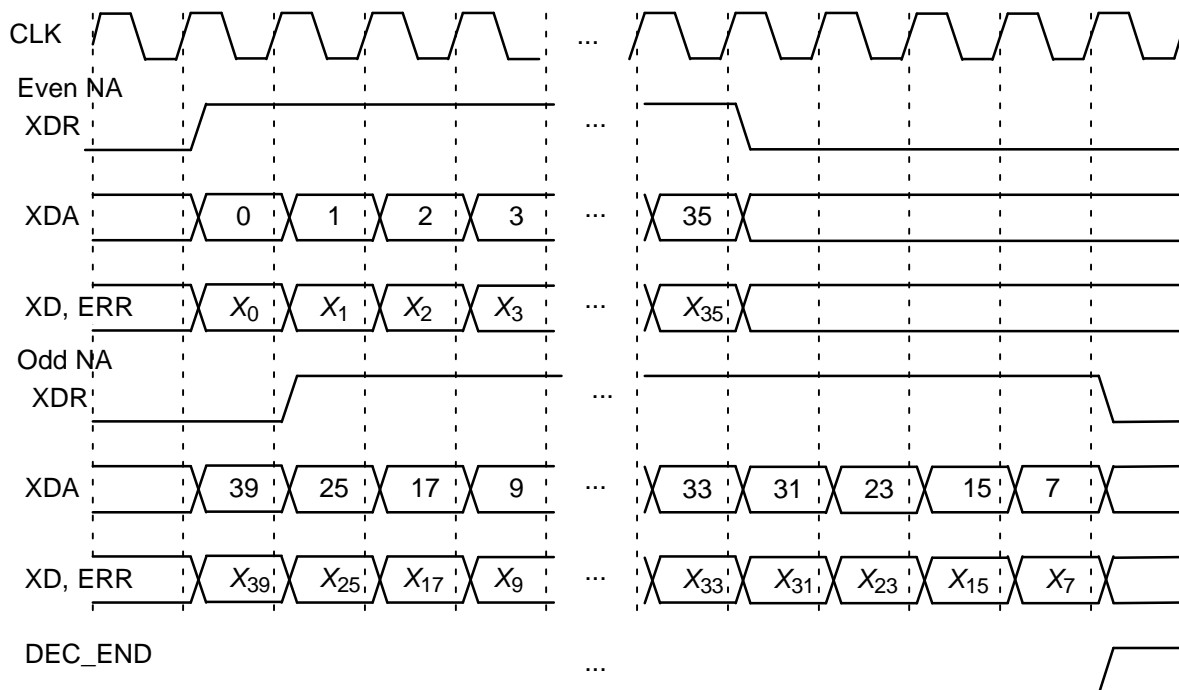 CLK ...
Even NA
XDR ...
XDA 0 1 2 3 ... 35
XD, ERR X0 X1 X2 X3 ... X35
Odd NA
XDR ...
XDA 39 25 17 9 ... 33 31 23 15 7
XD, ERR X39 X25 X17 X9 ... X33 X31 X23 X15 X7
DEC_END ...